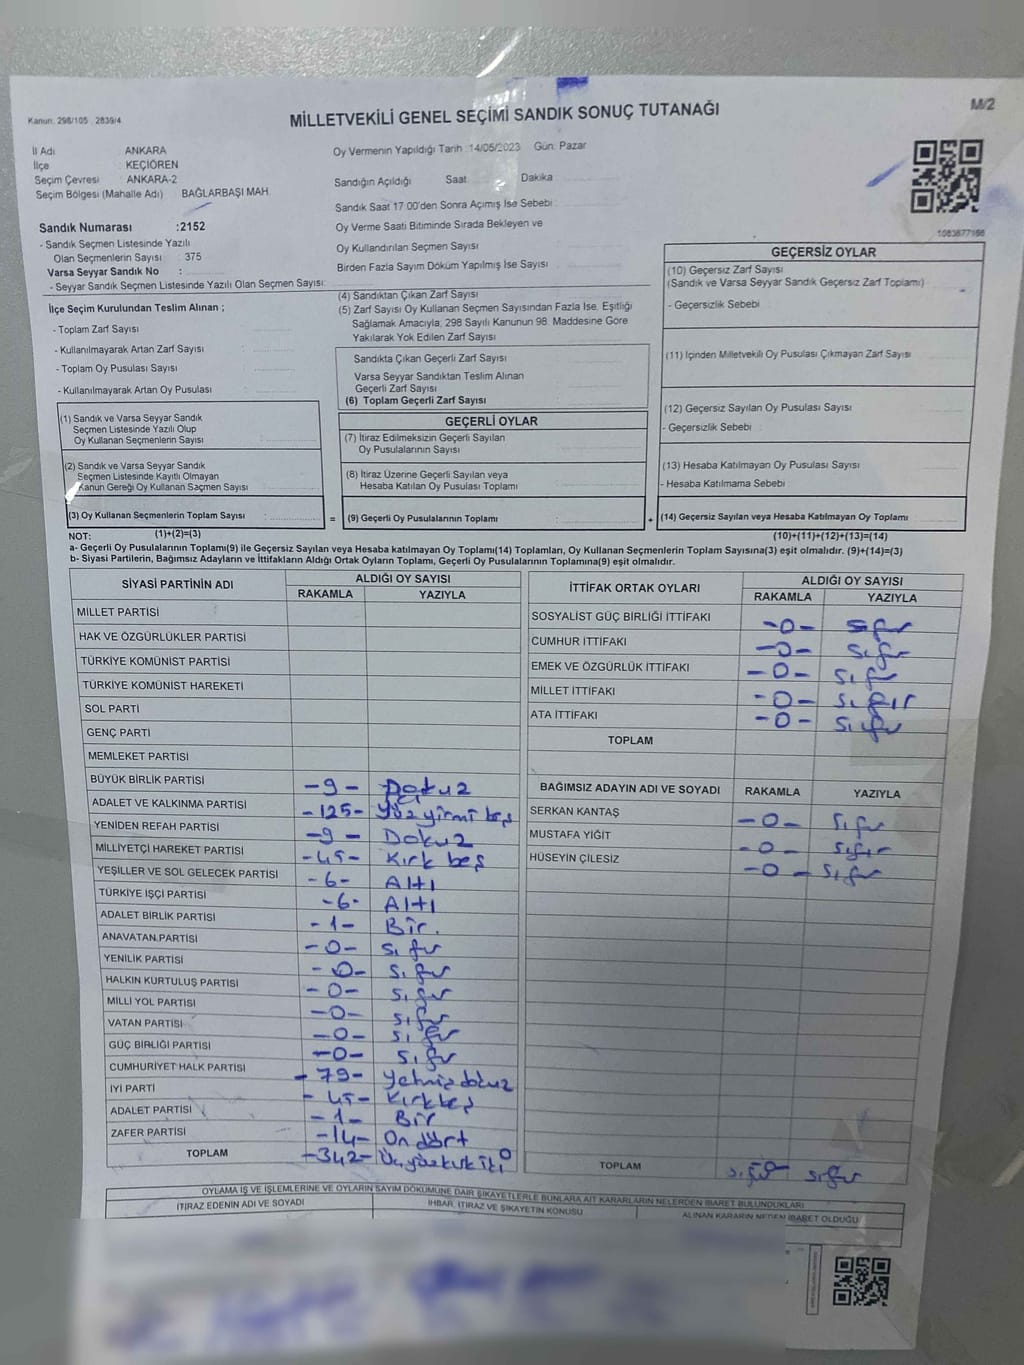 Kanun: 298/105 , 2839/4
MİLLETVEKİLİ GENEL SEÇİMİ SANDIK SONUÇ TUTANAĞI
M/2
İl Adı : ANKARA
İlçe : KEÇİÖREN
Seçim Çevresi : ANKARA-2
Seçim Bölgesi (Mahalle Adı) : BAĞLARBAŞI MAH.
Sandık Numarası :2152
- Sandık Seçmen Listesinde Yazılı
Olan Seçmenlerin Sayısı : 375
Varsa Seyyar Sandık No :
- Seyyar Sandık Seçmen Listesinde Yazılı Olan Seçmen Sayısı:
Oy Vermenin Yapıldığı Tarih :14/05/2023 Gün: Pazar
Sandığın Açıldığı Saat Dakika
Sandık Saat 17:00'den Sonra Açımış İse Sebebi
Oy Verme Saati Bitiminde Sırada Bekleyen ve
Oy Kullandırılan Seçmen Sayısı
Birden Fazla Sayım Döküm Yapılmış İse Sayısı
1083877166
İlçe Seçim Kurulundan Teslim Alınan ;
- Toplam Zarf Sayısı :
- Kullanılmayarak Artan Zarf Sayısı :
- Toplam Oy Pusulası Sayısı :
- Kullanılmayarak Artan Oy Pusulası :
(1) Sandık ve Varsa Seyyar Sandık
Seçmen Listesinde Yazılı Olup
Oy Kullanan Seçmenlerin Sayısı :
(2) Sandık ve Varsa Seyyar Sandık
Seçmen Listesinde Kayıtlı Olmayan
Kanun Gereği Oy Kullanan Saçmen Sayısı
(3) Oy Kullanan Seçmenlerin Toplam Sayısı :
(4) Sandıktan Çıkan Zarf Sayısı
(5) Zarf Sayısı Oy Kullanan Seçmen Sayısından Fazla İse, Eşitliği
Sağlamak Amacıyla; 298 Sayılı Kanunun 98. Maddesine Göre
Yakılarak Yok Edilen Zarf Sayısı
Sandıkta Çıkan Geçerli Zarf Sayısı
Varsa Seyyar Sandıktan Teslim Alınan
Geçerli Zarf Sayısı
(6) Toplam Geçerli Zarf Sayısı
GEÇERLİ OYLAR
(7) İtiraz Edilmeksizin Geçerli Sayılan
Oy Pusulalarının Sayısı
(8) İtiraz Üzerine Geçerli Sayılan veya
Hesaba Katılan Oy Pusulası Toplamı
= (9) Geçerli Oy Pusulalarının Toplamı
GEÇERSİZ OYLAR
(10) Geçersiz Zarf Sayısı
(Sandık ve Varsa Seyyar Sandık Geçersiz Zarf Toplamı)
- Geçersizlik Sebebi
(11) İçinden Milletvekili Oy Pusulası Çıkmayan Zarf Sayısı
(12) Geçersiz Sayılan Oy Pusulası Sayısı
- Geçersizlik Sebebi
(13) Hesaba Katılmayan Oy Pusulası Sayısı
- Hesaba Katılmama Sebebi
+ (14) Geçersiz Sayılan veya Hesaba Katılmayan Oy Toplamı
NOT: (1)+(2)=(3) (10)+(11)+(12)+(13)=(14)
a- Geçerli Oy Pusulalarının Toplamı(9) ile Geçersiz Sayılan veya Hesaba katılmayan Oy Toplamı(14) Toplamları, Oy Kullanan Seçmenlerin Toplam Sayısına(3) eşit olmalıdır. (9)+(14)=(3)
b- Siyasi Partilerin, Bağımsız Adayların ve İttifakların Aldığı Ortak Oyların Toplamı, Geçerli Oy Pusulalarının Toplamına(9) eşit olmalıdır.
SİYASİ PARTİNİN ADI ALDIĞI OY SAYISI
RAKAMLA YAZIYLA
MİLLET PARTİSİ
HAK VE ÖZGÜRLÜKLER PARTİSİ
TÜRKİYE KOMÜNİST PARTİSİ
TÜRKİYE KOMÜNİST HAREKETİ
SOL PARTİ
GENÇ PARTİ
MEMLEKET PARTİSİ
BÜYÜK BİRLİK PARTİSİ -9- Dokuz
ADALET VE KALKINMA PARTİSİ -125- Yüzyirmi beş
YENİDEN REFAH PARTİSİ -9- Dokuz
MİLLİYETÇİ HAREKET PARTİSİ -45- Kırk beş
YEŞİLLER VE SOL GELECEK PARTİSİ -6- Altı
TÜRKİYE İŞÇİ PARTİSİ -6- Altı
ADALET BİRLİK PARTİSİ -1- Bir.
ANAVATAN PARTİSİ -0- sıfır
YENİLİK PARTİSİ -0- sıfır
HALKIN KURTULUŞ PARTİSİ -0- sıfır
MİLLİ YOL PARTİSİ -0- sıfır
VATAN PARTİSİ -0- sıfır
GÜÇ BİRLİĞİ PARTİSİ -0- sıfır
CUMHURİYET HALK PARTİSİ -79- Yetmişdokuz
İYİ PARTİ -45- Kırkbeş
ADALET PARTİSİ -1- Bir
ZAFER PARTİSİ -14- On dört
TOPLAM -342- Üçyüzkırkiki
İTTİFAK ORTAK OYLARI ALDIĞI OY SAYISI
RAKAMLA YAZIYLA
SOSYALİST GÜÇ BİRLİĞİ İTTİFAKI -0- sıfır
CUMHUR İTTİFAKI -0- sıfır
EMEK VE ÖZGÜRLÜK İTTİFAKI -0- sıfır
MİLLET İTTİFAKI -0- sıfır
ATA İTTİFAKI -0- sıfır
TOPLAM
BAĞIMSIZ ADAYIN ADI VE SOYADI RAKAMLA YAZIYLA
SERKAN KANTAŞ -0- sıfır
MUSTAFA YİĞİT -0- sıfır
HÜSEYİN ÇİLESİZ -0- sıfır
TOPLAM sıfır sıfır
OYLAMA İŞ VE İŞLEMLERİNE VE OYLARIN SAYIM DÖKÜMÜNE DAİR ŞİKAYETLERLE BUNLARA AİT KARARLARIN NELERDEN İBARET BULUNDUKLARI
İTİRAZ EDENİN ADI VE SOYADI İHBAR, İTİRAZ VE ŞİKAYETİN KONUSU ALINAN KARARIN NEDEN İBARET OLDUĞU